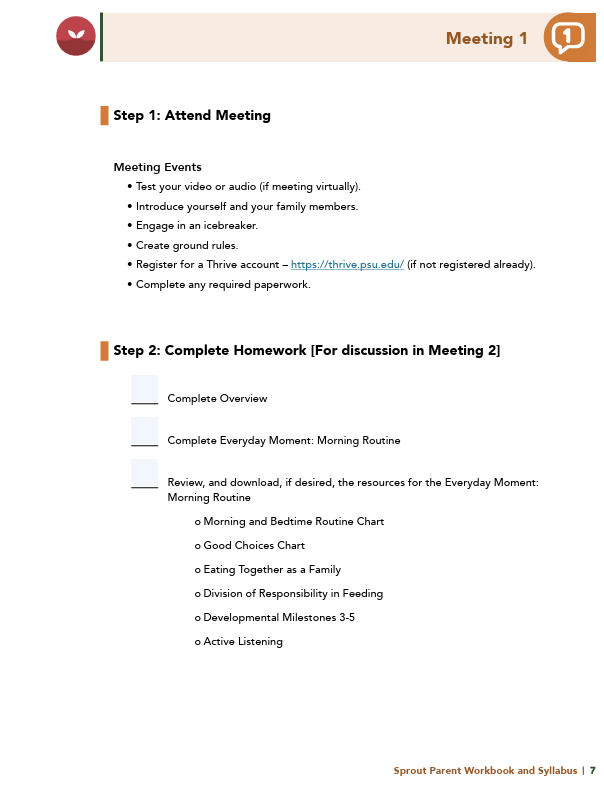 Meeting 1
1
Step 1: Attend Meeting
Meeting Events
• Test your video or audio (if meeting virtually).
• Introduce yourself and your family members.
• Engage in an icebreaker.
• Create ground rules.
• Register for a Thrive account – https://thrive.psu.edu/ (if not registered already).
• Complete any required paperwork.
Step 2: Complete Homework [For discussion in Meeting 2]
Complete Overview
Complete Everyday Moment: Morning Routine
Review, and download, if desired, the resources for the Everyday Moment:
Morning Routine
o Morning and Bedtime Routine Chart
o Good Choices Chart
o Eating Together as a Family
o Division of Responsibility in Feeding
o Developmental Milestones 3-5
o Active Listening
Sprout Parent Workbook and Syllabus | 7